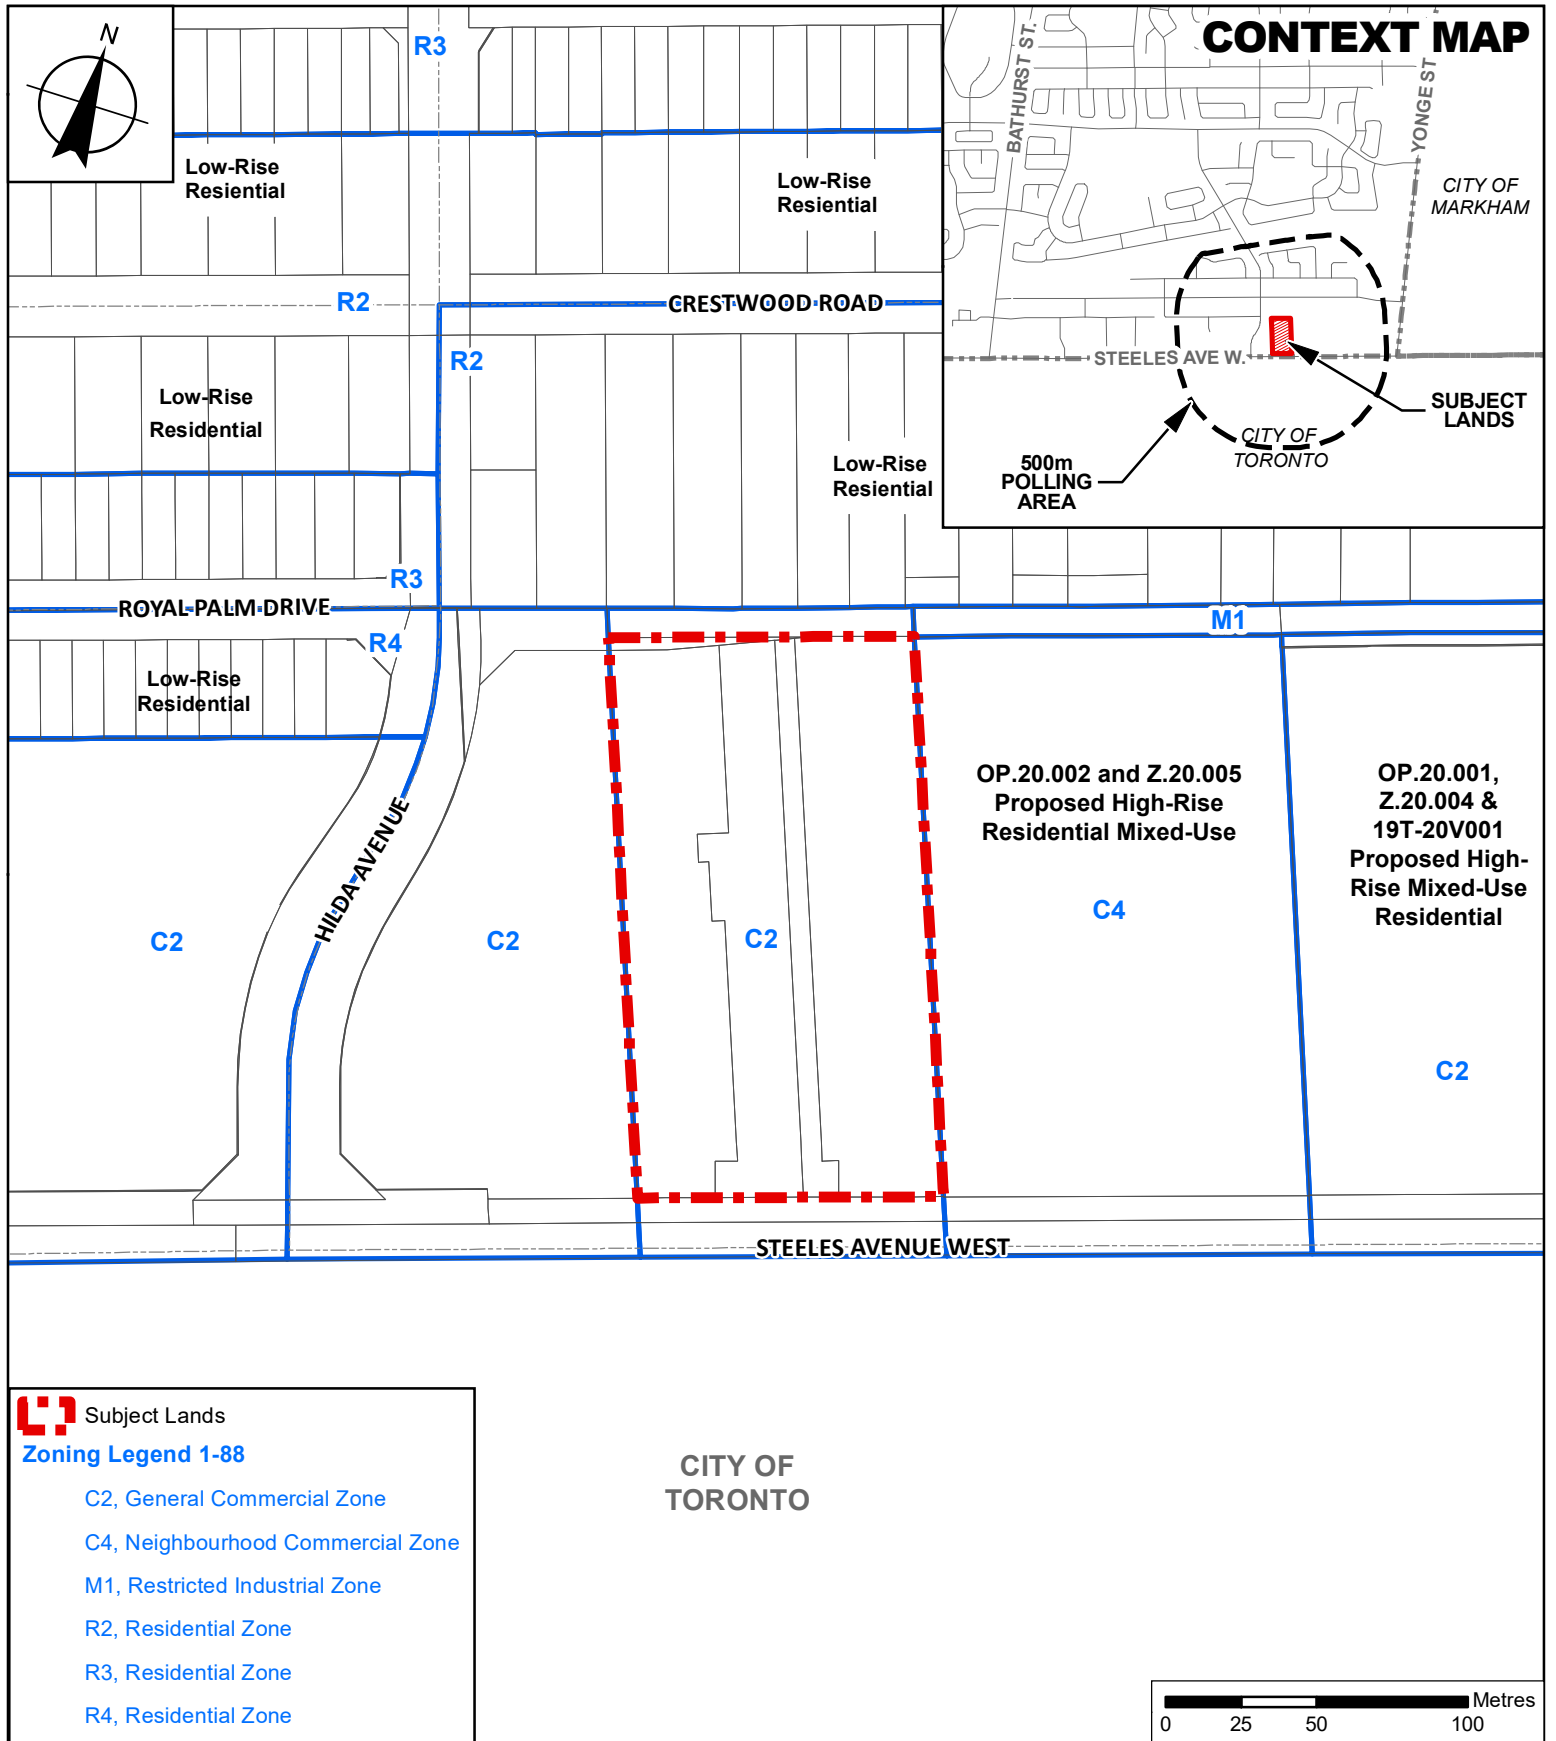 N
R3
CONTEXT MAP
BATHURST ST.
YONGE ST
CITY OF
MARKHAM
STEELES AVE W.
SUBJECT
LANDS
CITY OF
TORONTO
500m
POLLING
AREA
Low-Rise
Resiential
Low-Rise
Resiential
R2
CRESTWOOD ROAD
R2
Low-Rise
Residential
Low-Rise
Resiential
R3
ROYAL PALM DRIVE
M1
R4
Low-Rise
Residential
HILDA AVENUE
OP.20.002 and Z.20.005
Proposed High-Rise
Residential Mixed-Use
OP.20.001,
Z.20.004 &
19T-20V001
Proposed High-
Rise Mixed-Use
Residential
C2
C2
C2
C4
C2
STEELES AVENUE WEST
CITY OF
TORONTO
Subject Lands
Zoning Legend 1-88
C2, General Commercial Zone
C4, Neighbourhood Commercial Zone
M1, Restricted Industrial Zone
R2, Residential Zone
R3, Residential Zone
R4, Residential Zone
Metres
0 25 50 100